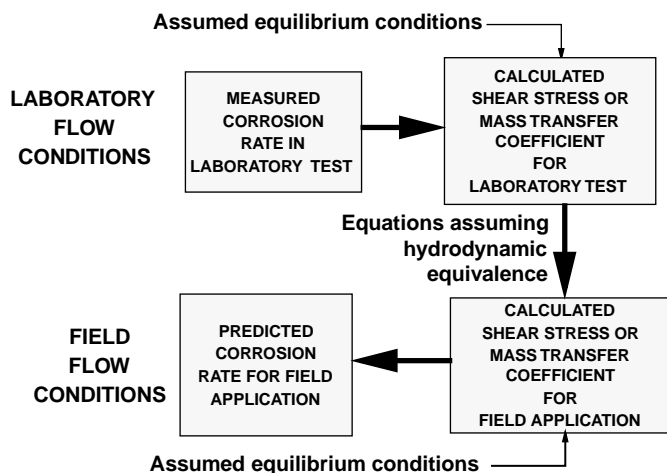 Assumed equilibrium conditions
LABORATORY
FLOW
CONDITIONS
MEASURED
CORROSION
RATE IN
LABORATORY TEST
CALCULATED
SHEAR STRESS OR
MASS TRANSFER
COEFFICIENT
FOR
LABORATORY TEST
Equations assuming
hydrodynamic
equivalence
FIELD
FLOW
CONDITIONS
PREDICTED
CORROSION
RATE FOR FIELD
APPLICATION
CALCULATED
SHEAR STRESS OR
MASS TRANSFER
COEFFICIENT
FOR
FIELD APPLICATION
Assumed equilibrium conditions